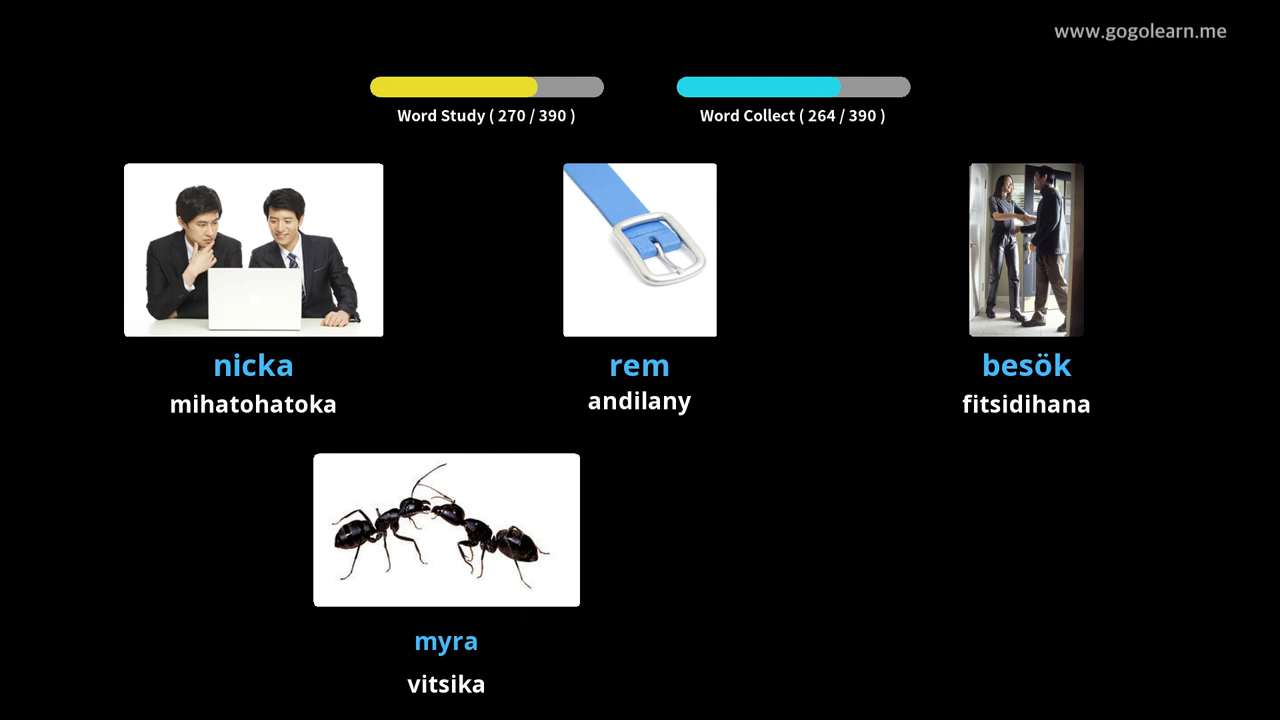 www.gogolearn.me
Word Study ( 270 / 390 )
Word Collect ( 264 / 390 )
nicka
mihatohatoka
rem
andilany
besök
fitsidihana
myra
vitsika